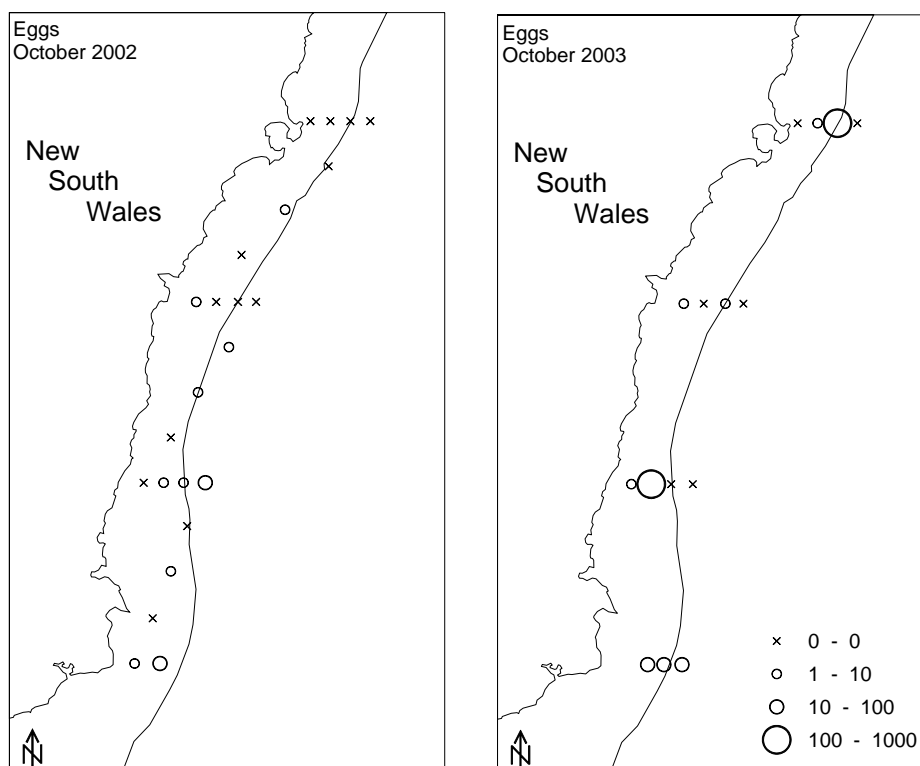 Eggs
October 2002
New
South
Wales
N
Eggs
October 2003
New
South
Wales
0 - 0
1 - 10
10 - 100
100 - 1000
N